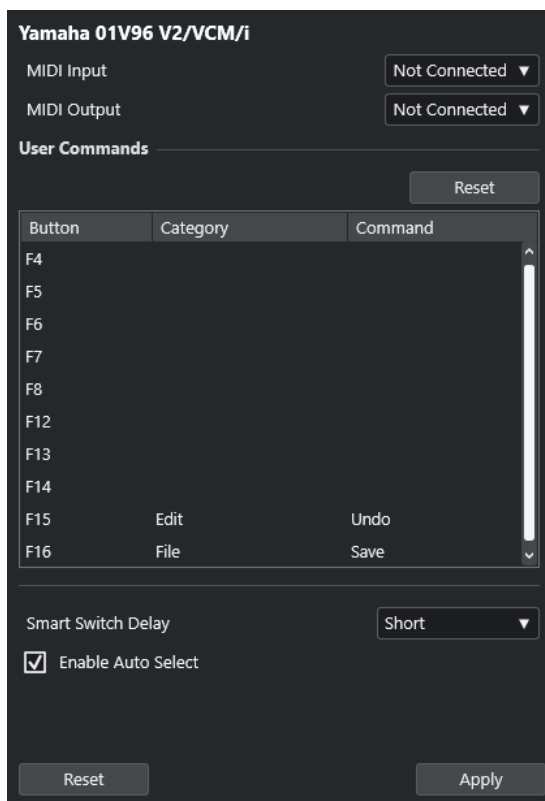 Yamaha 01V96 V2/VCM/i
MIDI Input Not Connected
MIDI Output Not Connected
User Commands
Reset
Button Category Command
F4
F5
F6
F7
F8
F12
F13
F14
F15 Edit Undo
F16 File Save
Smart Switch Delay Short
Enable Auto Select
Reset Apply